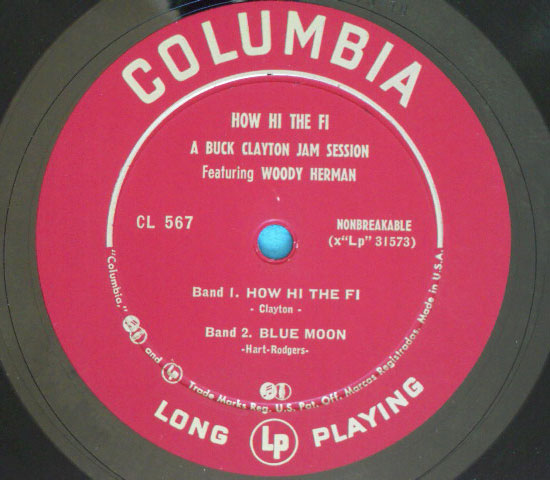 COLUMBIA
HOW HI THE FI
A BUCK CLAYTON JAM SESSION
Featuring WOODY HERMAN
CL 567
NONBREAKABLE
(x"Lp" 31573)
Band 1. HOW HI THE FI
- Clayton -
Band 2. BLUE MOON
-Hart-Rodgers-
"Columbia," and LP Trade Marks Reg. U.S. Pat. Off. Marcas Registradas. Made in U.S.A.
LONG LP PLAYING